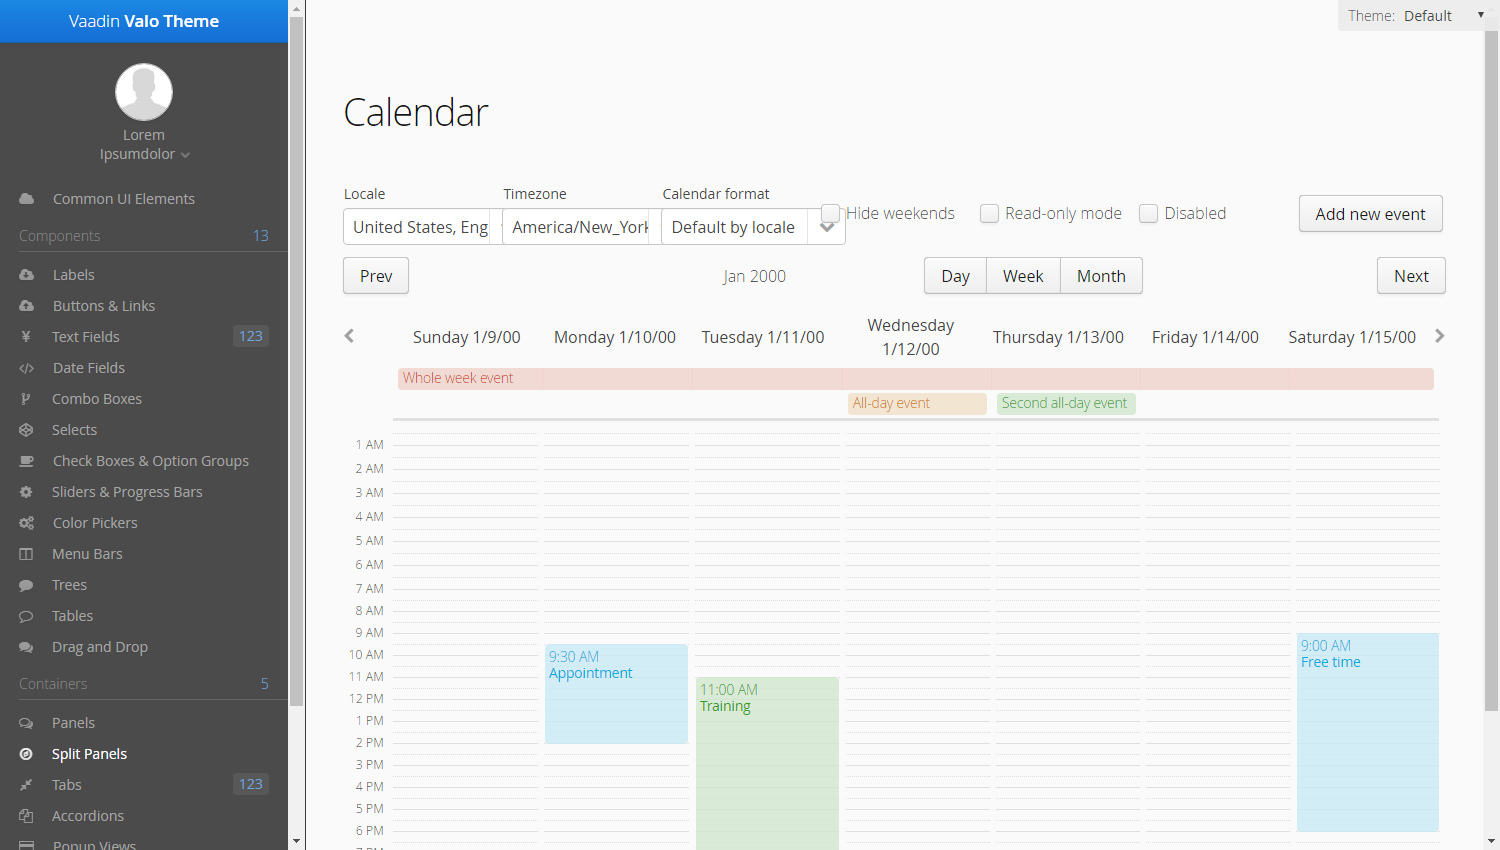 Vaadin Valo Theme
Lorem
Ipsumdolor
Common UI Elements
Components 13
Labels
Buttons & Links
Text Fields 123
Date Fields
Combo Boxes
Selects
Check Boxes & Option Groups
Sliders & Progress Bars
Color Pickers
Menu Bars
Trees
Tables
Drag and Drop
Containers 5
Panels
Split Panels
Tabs 123
Accordions
Popup Views
Theme: Default
Calendar
Locale Timezone Calendar format
United States, Eng America/New_York Default by locale Hide weekends Read-only mode Disabled Add new event
Prev Jan 2000 Day Week Month Next
Sunday 1/9/00 Monday 1/10/00 Tuesday 1/11/00 Wednesday 1/12/00 Thursday 1/13/00 Friday 1/14/00 Saturday 1/15/00
Whole week event
All-day event Second all-day event
1 AM
2 AM
3 AM
4 AM
5 AM
6 AM
7 AM
8 AM
9 AM
10 AM
11 AM
12 PM
1 PM
2 PM
3 PM
4 PM
5 PM
6 PM
9:30 AM
Appointment
11:00 AM
Training
9:00 AM
Free time